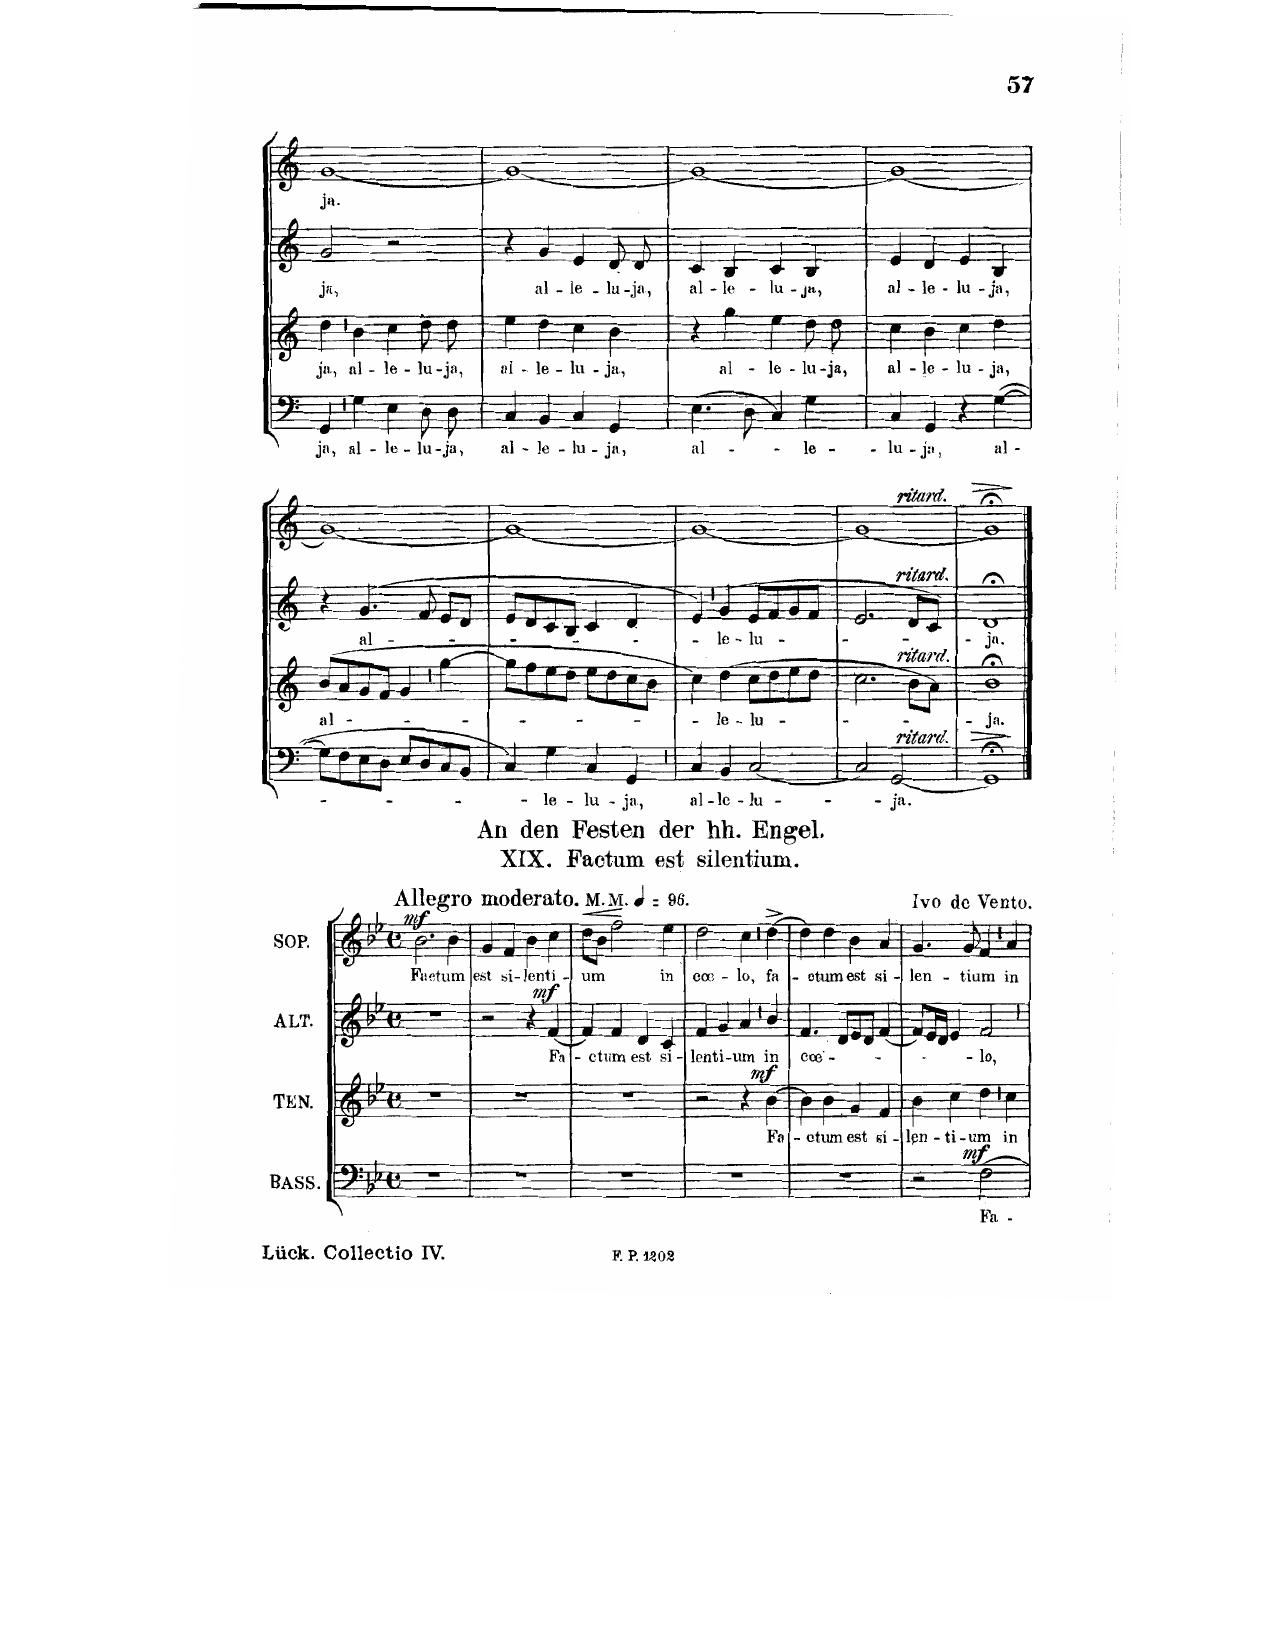 57
ja.
ja, al - le - lu - ja, al - le - lu - ja, al - le - lu - ja,
ja, al - le - lu - ja, al - le - lu - ja, al - le - lu - ja, al - le - lu - ja,
ja, al - le - lu - ja, al - le - lu - ja, al - - le - - lu - ja, al -
ritard.
ritard.
al - - - - - - le - lu - - - - ja.
ritard.
al - - - - - - - - le - lu - - - - ja.
ritard.
- - - - le - lu - ja, al - le - lu - - - ja.
An den Festen der hh. Engel.
XIX. Factum est silentium.
Allegro moderato. M. M. ♩ = 96.
Ivo de Vento.
mf
SOP.
Factum est si - lenti - um in cœ - lo, fa - ctum est si - len - tium in
mf
ALT.
Fa - ctum est si - lenti - um in cœ - - - - lo,
mf
TEN.
Fa - ctum est si - len - ti - um in
mf
BASS.
Fa -
Lück. Collectio IV.
F. P. 1202